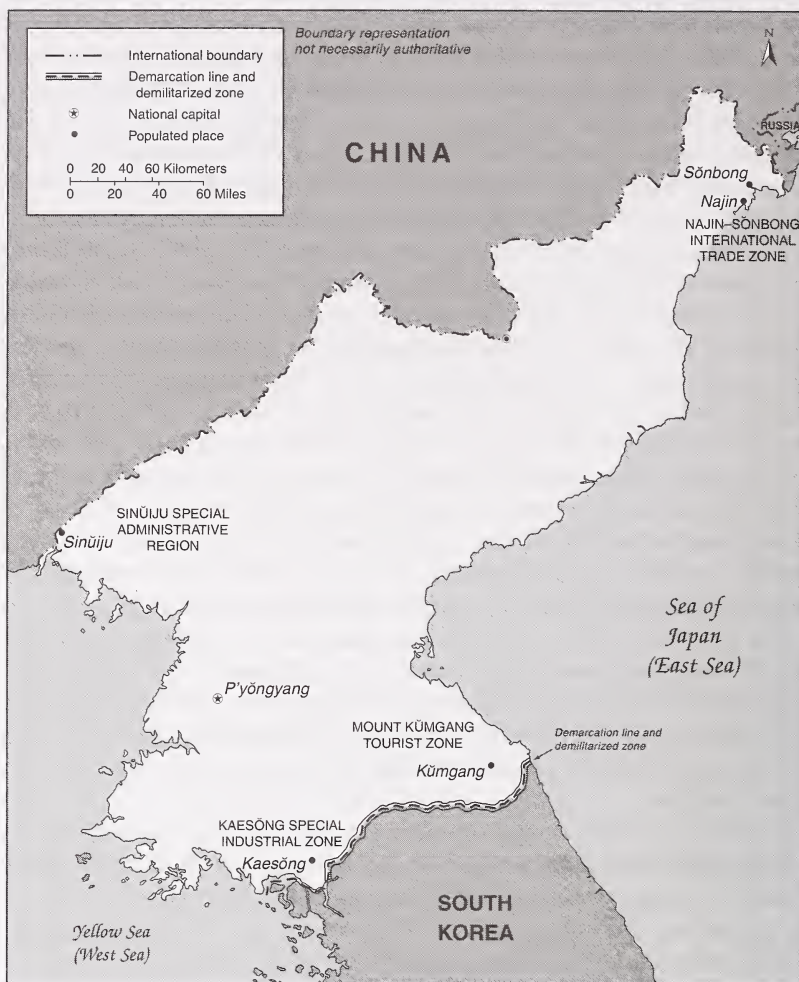 Boundary representation
not necessarily authoritative
International boundary
Demarcation line and
demilitarized zone
National capital
Populated place
0 20 40 60 Kilometers
0 20 40 60 Miles
N
CHINA
RUSSIA
Sŏnbong
Najin
NAJIN–SŎNBONG
INTERNATIONAL
TRADE ZONE
SINŬIJU SPECIAL
ADMINISTRATIVE
REGION
Sinŭiju
Sea of
Japan
(East Sea)
P'yŏngyang
MOUNT KŬMGANG
TOURIST ZONE
Kŭmgang
Demarcation line and
demilitarized zone
KAESŎNG SPECIAL
INDUSTRIAL ZONE
Kaesŏng
SOUTH
KOREA
Yellow Sea
(West Sea)